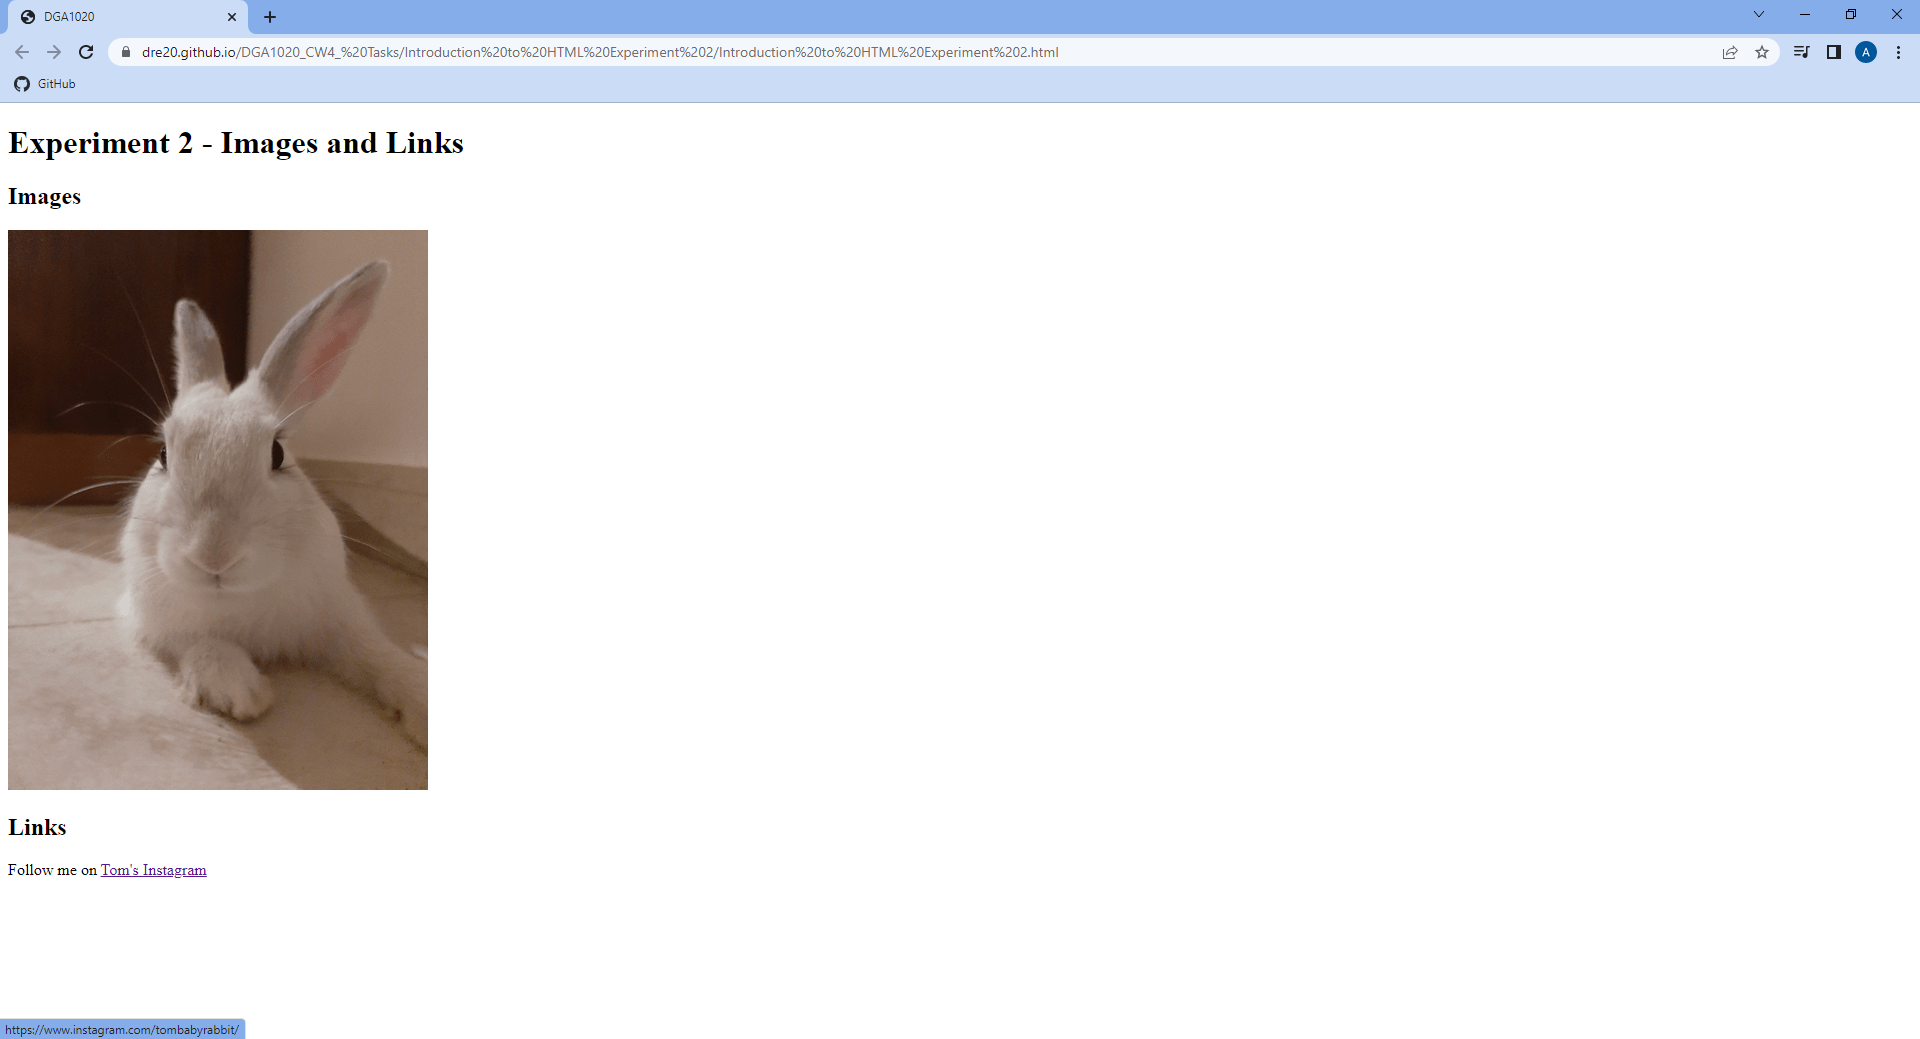 DGA1020
dre20.github.io/DGA1020_CW4_%20Tasks/Introduction%20to%20HTML%20Experiment%202/Introduction%20to%20HTML%20Experiment%202.html
A
GitHub
Experiment 2 - Images and Links
Images
Links
Follow me on Tom's Instagram
https://www.instagram.com/tombabyrabbit/